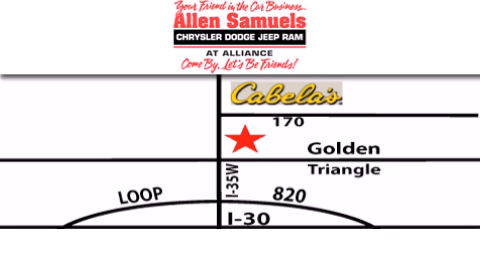 Your Friend in the Car Business...
Allen Samuels
CHRYSLER DODGE JEEP RAM
AT ALLIANCE
Come By, Let's Be Friends!
Cabela's
170
Golden
Triangle
I-35W
LOOP
820
I-30